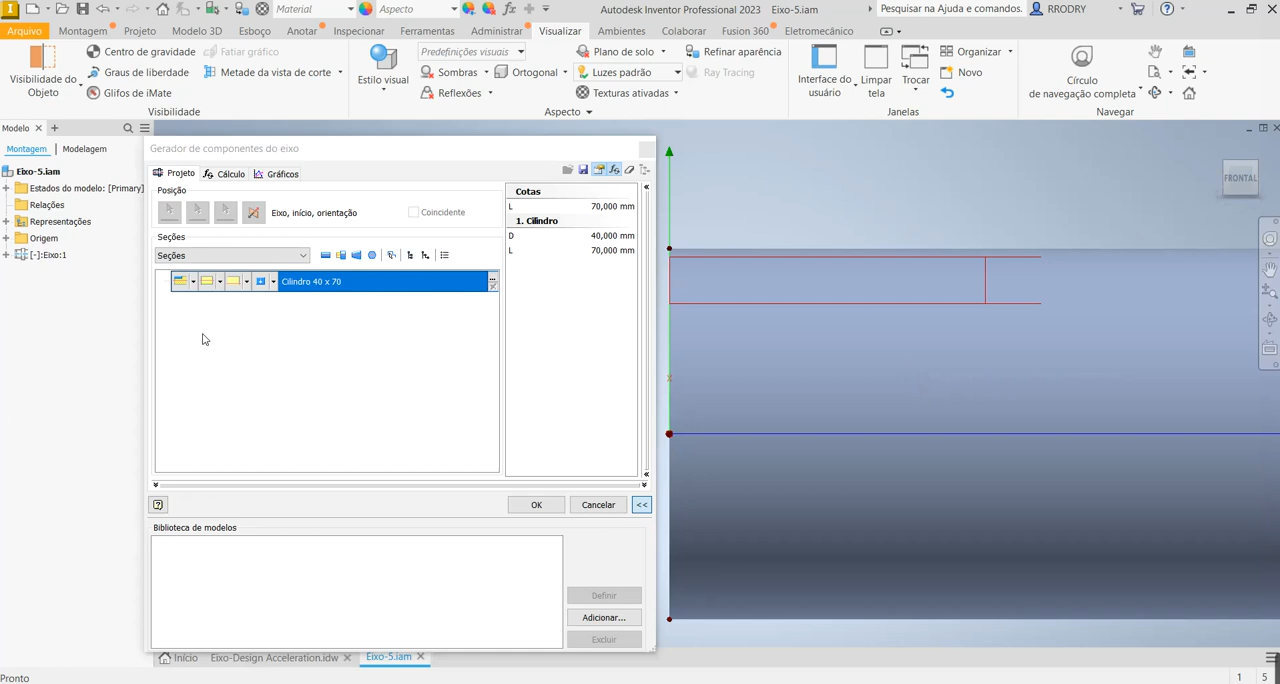 Material
Aspecto
Autodesk Inventor Professional 2023
Eixo-5.iam
Pesquisar na Ajuda e comandos.
RRODRY
Arquivo
Montagem
Projeto
Modelo 3D
Esboço
Anotar
Inspecionar
Ferramentas
Administrar
Visualizar
Ambientes
Colaborar
Fusion 360
Eletromecânico
Visibilidade do
Objeto
Centro de gravidade
Graus de liberdade
Glifos de iMate
Fatiar gráfico
Metade da vista de corte
Visibilidade
Estilo visual
Predefinições visuais
Sombras
Reflexões
Ortogonal
Plano de solo
Luzes padrão
Texturas ativadas
Refinar aparência
Ray Tracing
Aspecto
Interface do
usuário
Limpar
tela
Trocar
Organizar
Novo
Janelas
Círculo
de navegação completa
Navegar
Modelo
Montagem
Modelagem
Eixo-5.iam
Estados do modelo: [Primary]
Relações
Representações
Origem
[-]:Eixo:1
Gerador de componentes do eixo
Projeto
Cálculo
Gráficos
Posição
Eixo, início, orientação
Coincidente
Seções
Seções
Cilindro 40 x 70
Cotas
L 70,000 mm
1. Cilindro
D 40,000 mm
L 70,000 mm
OK
Cancelar
<<
Biblioteca de modelos
Definir
Adicionar...
Excluir
FRONTAL
Início
Eixo-Design Acceleration.idw
Eixo-5.iam
Pronto
1
5